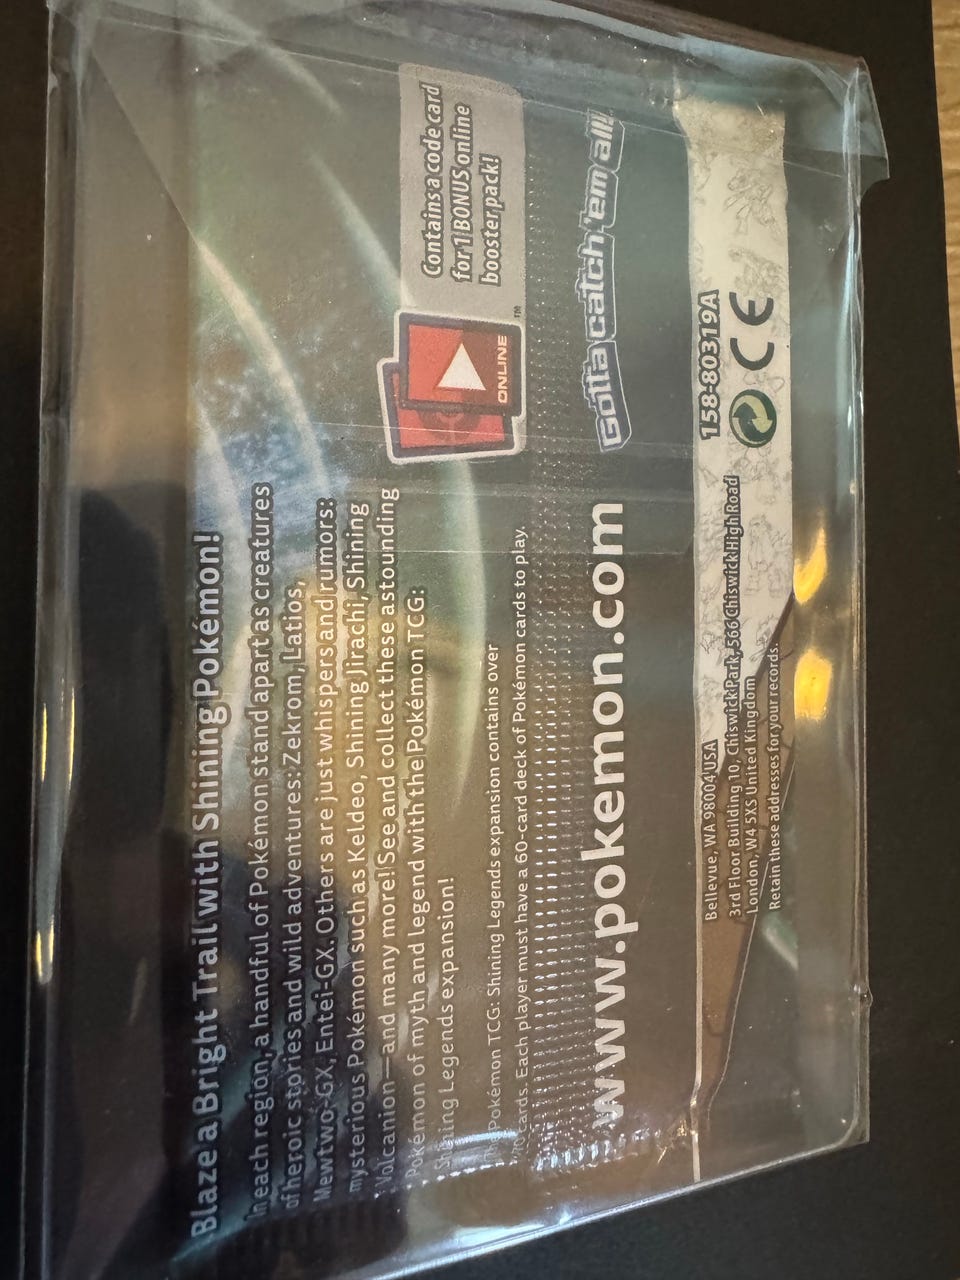 Blaze a Bright Trail with Shining Pokémon!
In each region, a handful of Pokémon stand apart as creatures
of heroic stories and wild adventures: Zekrom, Latios,
Mewtwo-GX, Entei-GX. Others are just whispers and rumors:
mysterious Pokémon such as Keldeo, Shining Jirachi, Shining
Volcanion—and many more! See and collect these astounding
Pokémon of myth and legend with the Pokémon TCG:
Shining Legends expansion!
The Pokémon TCG: Shining Legends expansion contains over
cards. Each player must have a 60-card deck of Pokémon cards to play.
Contains a code card
for 1 BONUS online
booster pack!
ONLINE™
www.pokemon.com
Gotta catch 'em all!
Bellevue, WA 98004 USA
3rd Floor Building 10, Chiswick Park, 566 Chiswick High Road
London, W4 5XS United Kingdom
Retain these addresses for your records.
158-80319A
CE